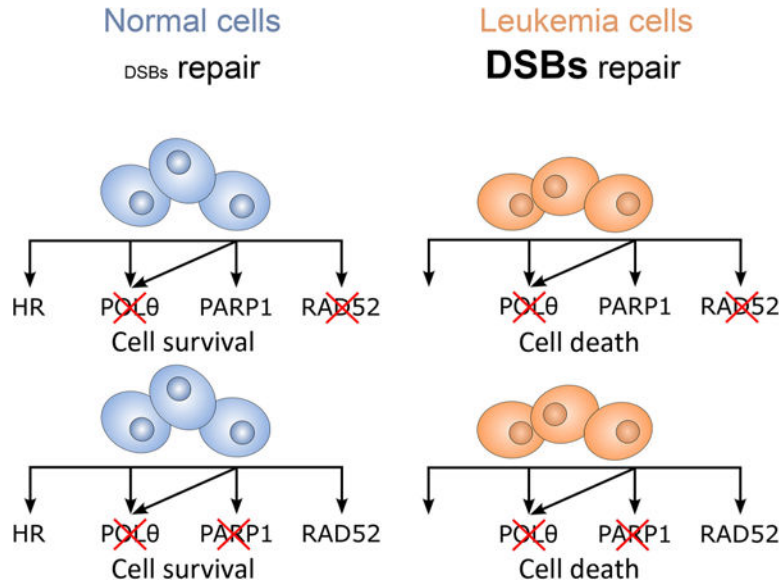 Normal cells
DSBs repair
Leukemia cells
DSBs repair
HR POLθ PARP1 RAD52
Cell survival
POLθ PARP1 RAD52
Cell death
HR POLθ PARP1 RAD52
Cell survival
POLθ PARP1 RAD52
Cell death